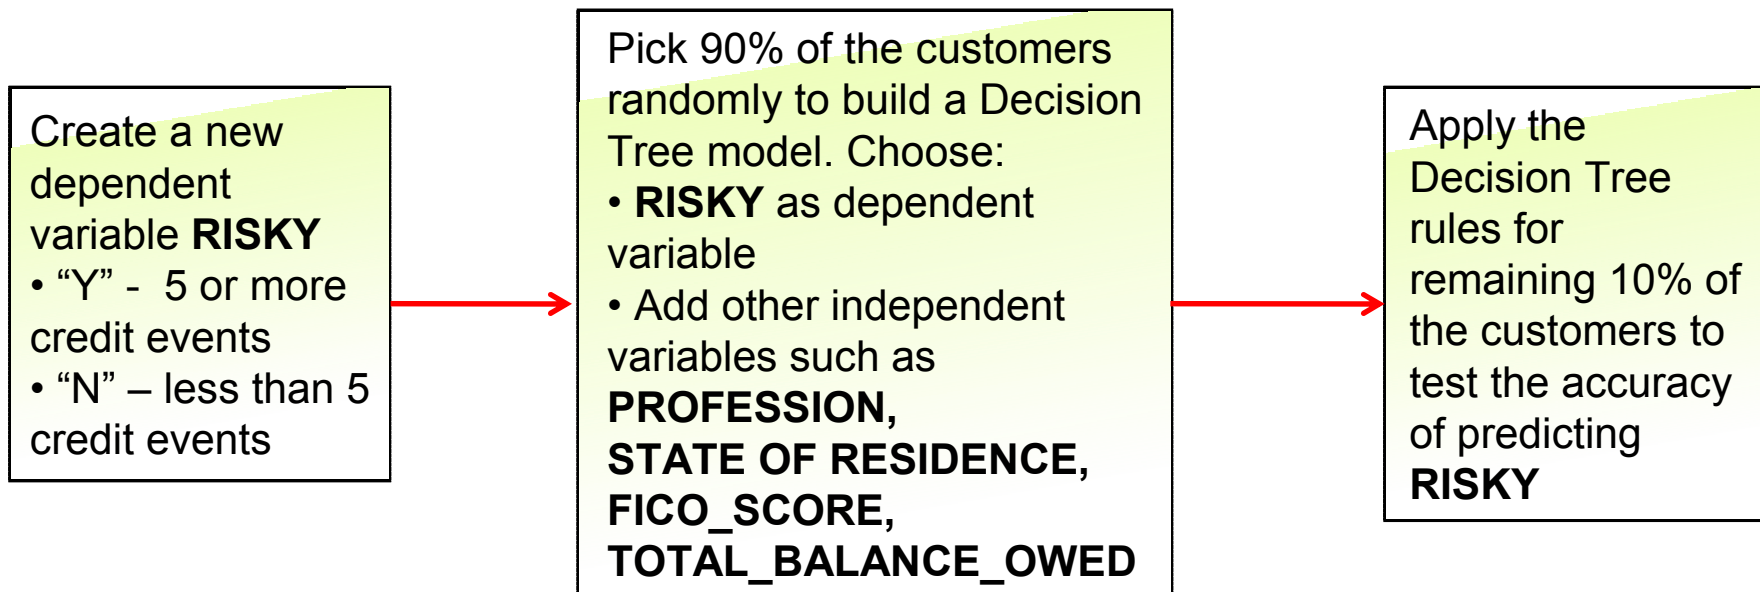 Create a new
dependent
variable RISKY
• “Y” -  5 or more
credit events
• “N” – less than 5
credit events
Pick 90% of the customers
randomly to build a Decision
Tree model. Choose:
• RISKY as dependent
variable
• Add other independent
variables such as
PROFESSION,
STATE OF RESIDENCE,
FICO_SCORE,
TOTAL_BALANCE_OWED
Apply the
Decision Tree
rules for
remaining 10% of
the customers to
test the accuracy
of predicting
RISKY